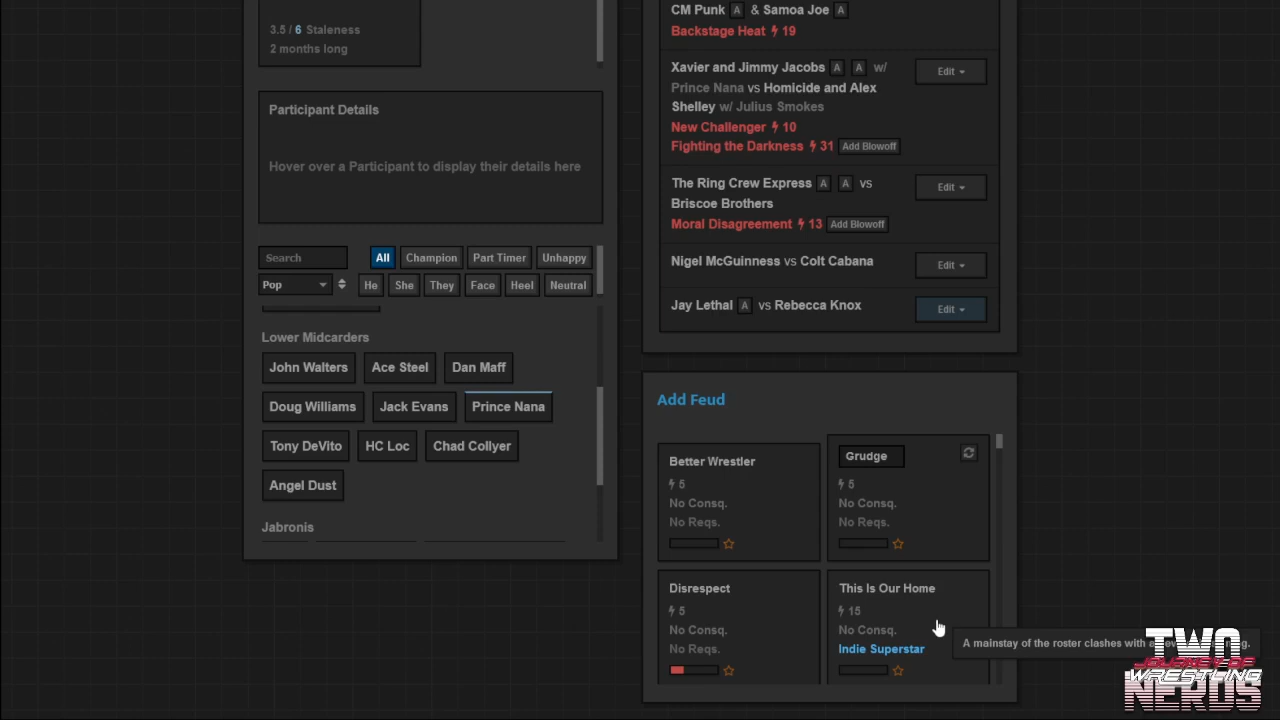 3.5 / 6 Staleness
2 months long
Participant Details
Hover over a Participant to display their details here
Search
All
Champion
Part Timer
Unhappy
Pop
He
She
They
Face
Heel
Neutral
Lower Midcarders
John Walters
Ace Steel
Dan Maff
Doug Williams
Jack Evans
Prince Nana
Tony DeVito
HC Loc
Chad Collyer
Angel Dust
Jabronis
CM Punk A & Samoa Joe A
Backstage Heat 19
Xavier and Jimmy Jacobs A A w/
Prince Nana vs Homicide and Alex
Shelley w/ Julius Smokes
New Challenger 10
Fighting the Darkness 31 Add Blowoff
Edit
The Ring Crew Express A A vs
Briscoe Brothers
Moral Disagreement 13 Add Blowoff
Edit
Nigel McGuinness vs Colt Cabana
Edit
Jay Lethal A vs Rebecca Knox
Edit
Add Feud
Better Wrestler
5
No Consq.
No Reqs.
Grudge
5
No Consq.
No Reqs.
Disrespect
5
No Consq.
No Reqs.
This Is Our Home
15
No Consq.
Indie Superstar
A mainstay of the roster clashes with a
TWO
JOURNEY OF
WRESTLING
NERDS